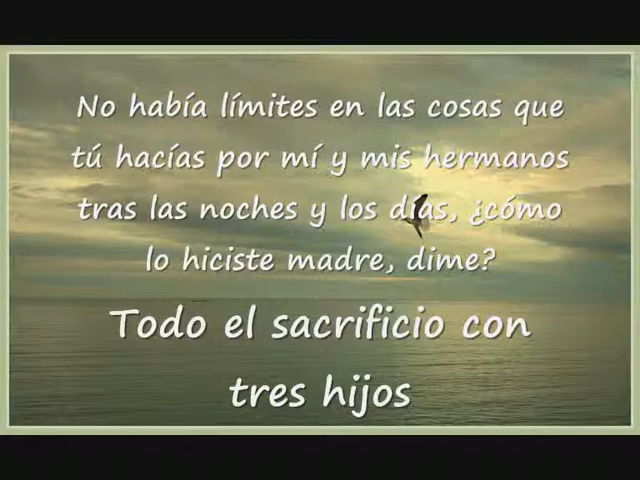 No había límites en las cosas que
tú hacías por mí y mis hermanos
tras las noches y los días, ¿cómo
lo hiciste madre, dime?
Todo el sacrificio con
tres hijos